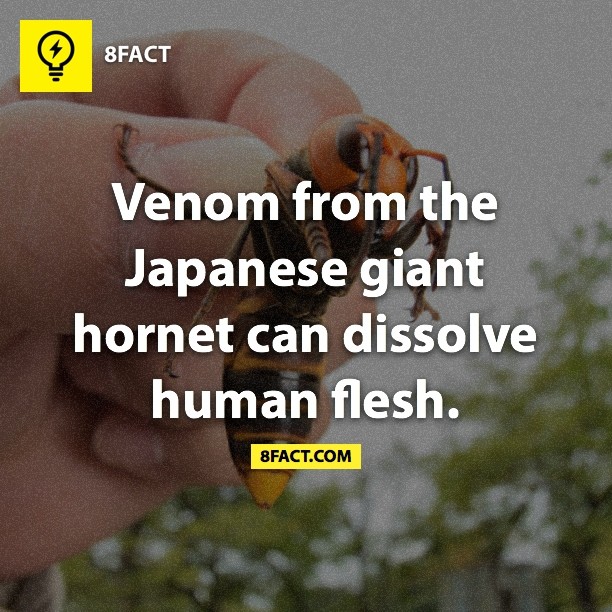 8FACT
Venom from the
Japanese giant
hornet can dissolve
human flesh.
8FACT.COM